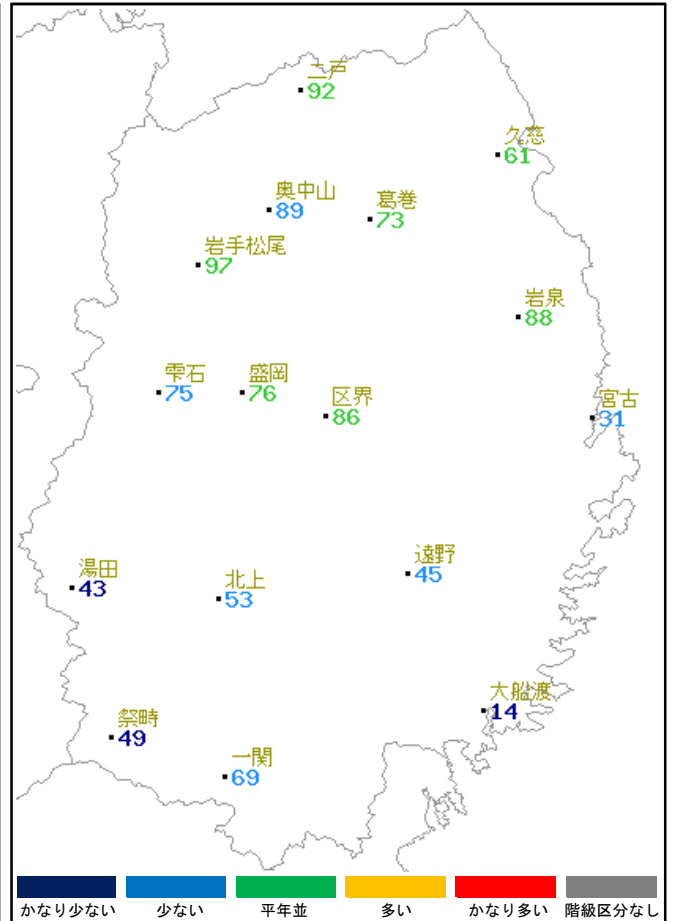 二戸
92
久慈
61
奥中山
89
葛巻
73
岩手松尾
97
岩泉
88
雫石
75
盛岡
76
区界
86
宮古
31
湯田
43
北上
53
遠野
45
大船渡
14
祭畤
49
一関
69
かなり少ない 少ない 平年並 多い かなり多い 階級区分なし